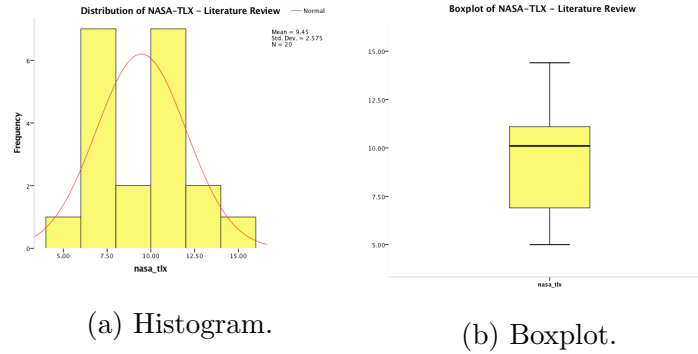 Distribution of NASA-TLX - Literature Review
Normal
Mean = 9.45
Std. Dev. = 2.575
N = 20
Frequency
6
4
2
0
5.00 7.50 10.00 12.50 15.00
nasa_tlx
(a) Histogram.
Boxplot of NASA-TLX - Literature Review
15.00
12.50
10.00
7.50
5.00
nasa_tlx
(b) Boxplot.